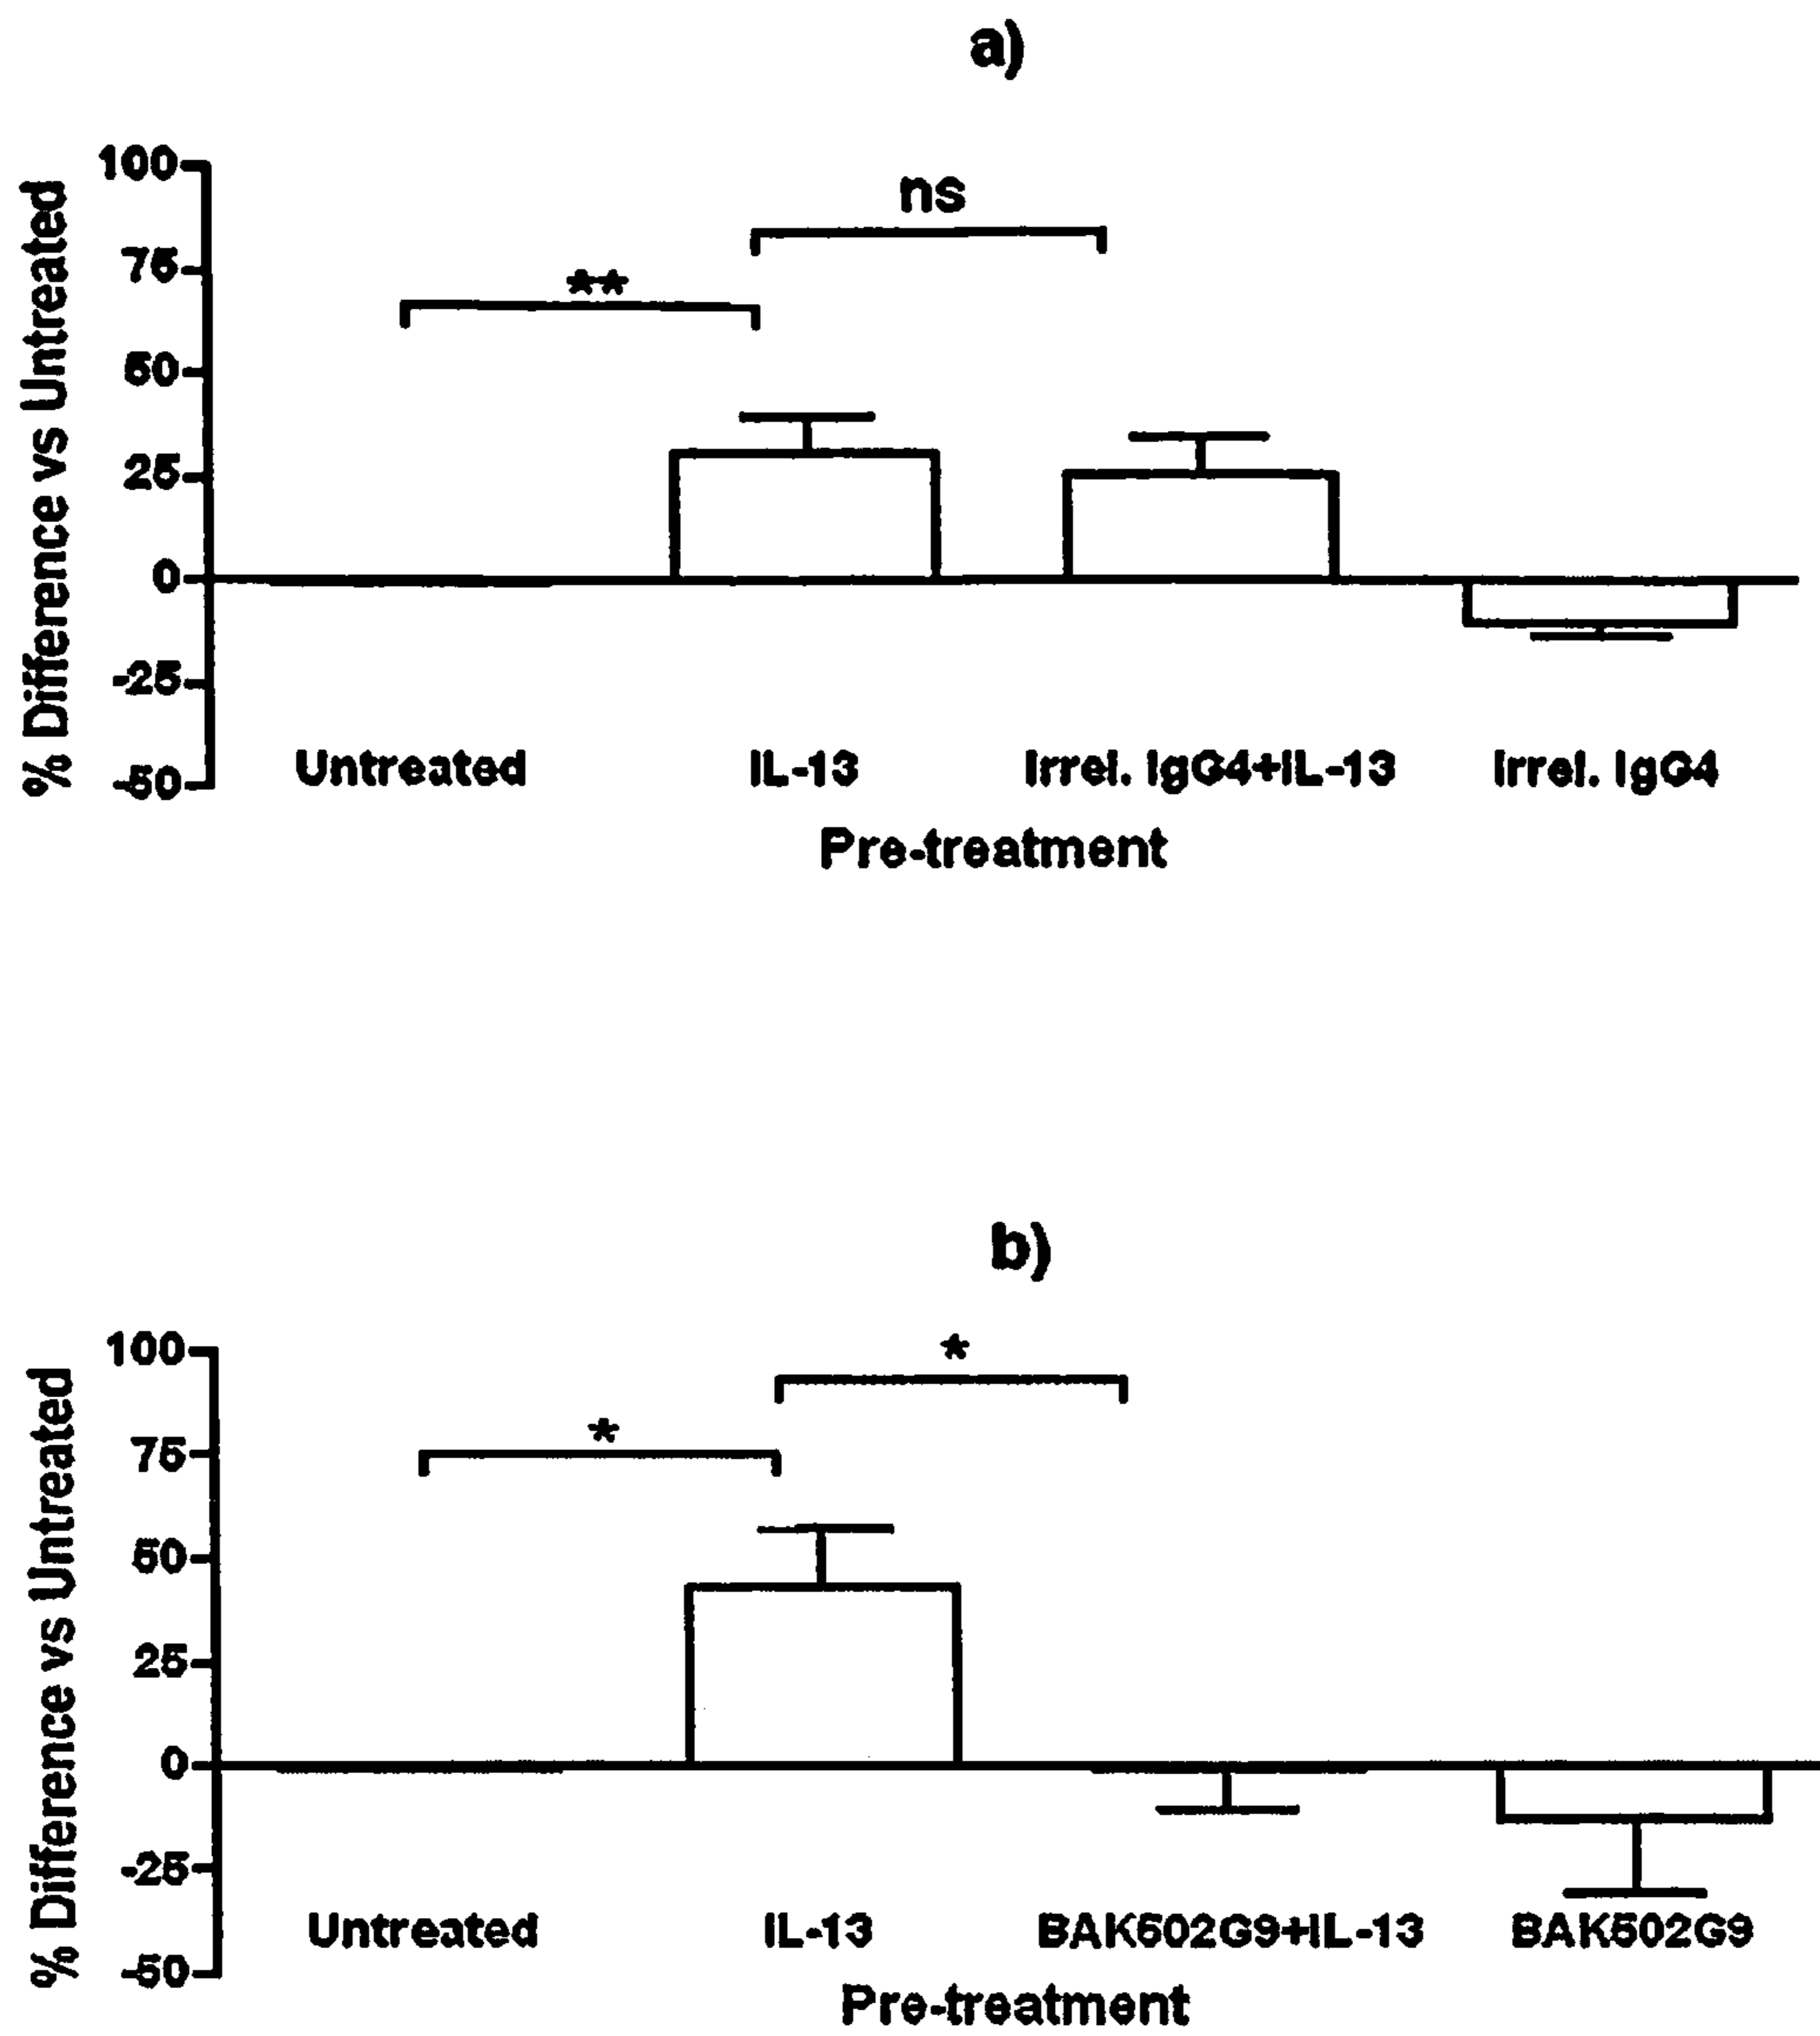 a)
% Difference vs Untreated
100
75
50
25
0
-25
-50
ns
**
Untreated
IL-13
Irrel. IgG4+IL-13
Irrel. IgG4
Pre-treatment
b)
% Difference vs Untreated
100
75
50
25
0
-25
-50
*
*
Untreated
IL-13
BAK502G9+IL-13
BAK502G9
Pre-treatment